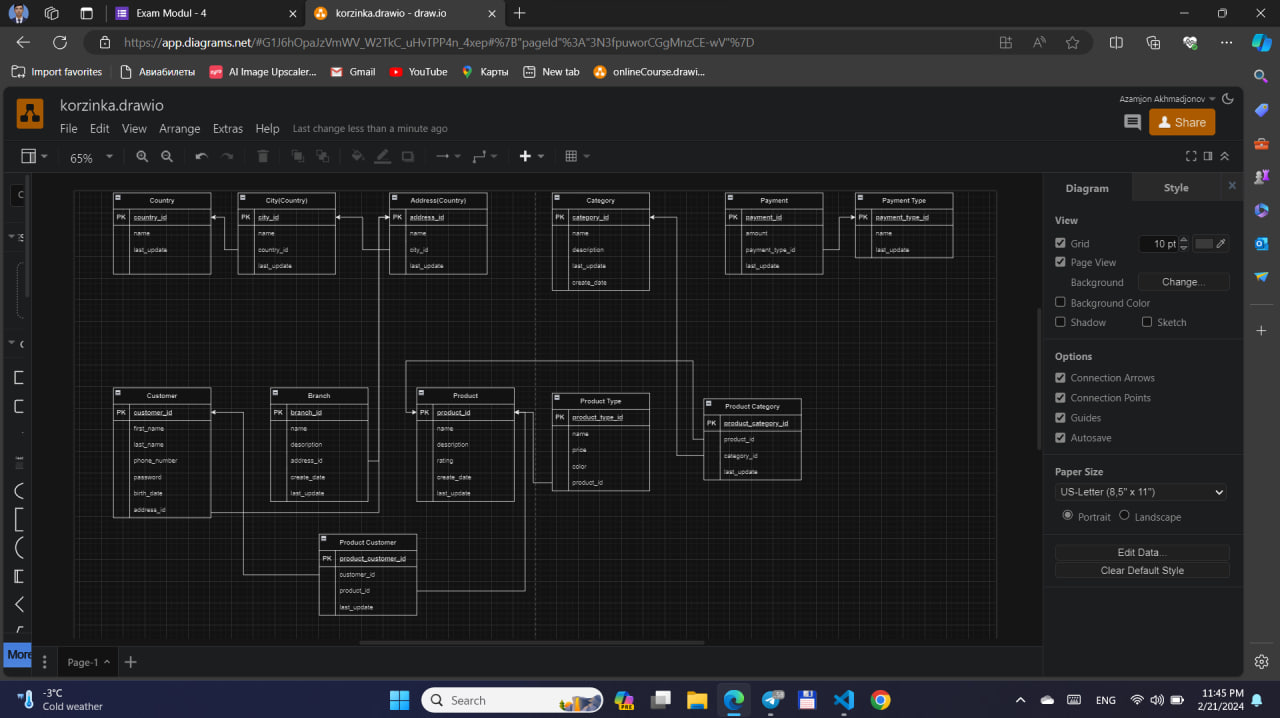 Exam Modul - 4
korzinka.drawio - draw.io
https://app.diagrams.net/#G1J6hOpaJzVmWV_W2TkC_uHvTPP4n_4xep#%7B"pageId"%3A"3N3fpuworCGgMnzCE-wV"%7D
Import favorites
Авиабилеты
AI Image Upscaler...
Gmail
YouTube
Карты
New tab
onlineCourse.drawi...
korzinka.drawio
Azamjon Akhmadjonov
File Edit View Arrange Extras Help Last change less than a minute ago
Share
65%
Country
PK country_id
name
last_update
City(Country)
PK city_id
name
country_id
last_update
Address(Country)
PK address_id
name
city_id
last_update
Category
PK category_id
name
description
last_update
create_date
Payment
PK payment_id
amount
payment_type_id
last_update
Payment Type
PK payment_type_id
name
last_update
Customer
PK customer_id
first_name
last_name
phone_number
password
birth_date
address_id
Branch
PK branch_id
name
description
address_id
create_date
last_update
Product
PK product_id
name
description
rating
create_date
last_update
Product Type
PK product_type_id
name
price
color
product_id
Product Category
PK product_category_id
product_id
category_id
last_update
Product Customer
PK product_customer_id
customer_id
product_id
last_update
Diagram
Style
View
Grid
10 pt
Page View
Background
Change...
Background Color
Shadow
Sketch
Options
Connection Arrows
Connection Points
Guides
Autosave
Paper Size
US-Letter (8,5" x 11")
Portrait
Landscape
Edit Data...
Clear Default Style
More
Page-1
-3°C
Cold weather
Search
ENG
11:45 PM
2/21/2024